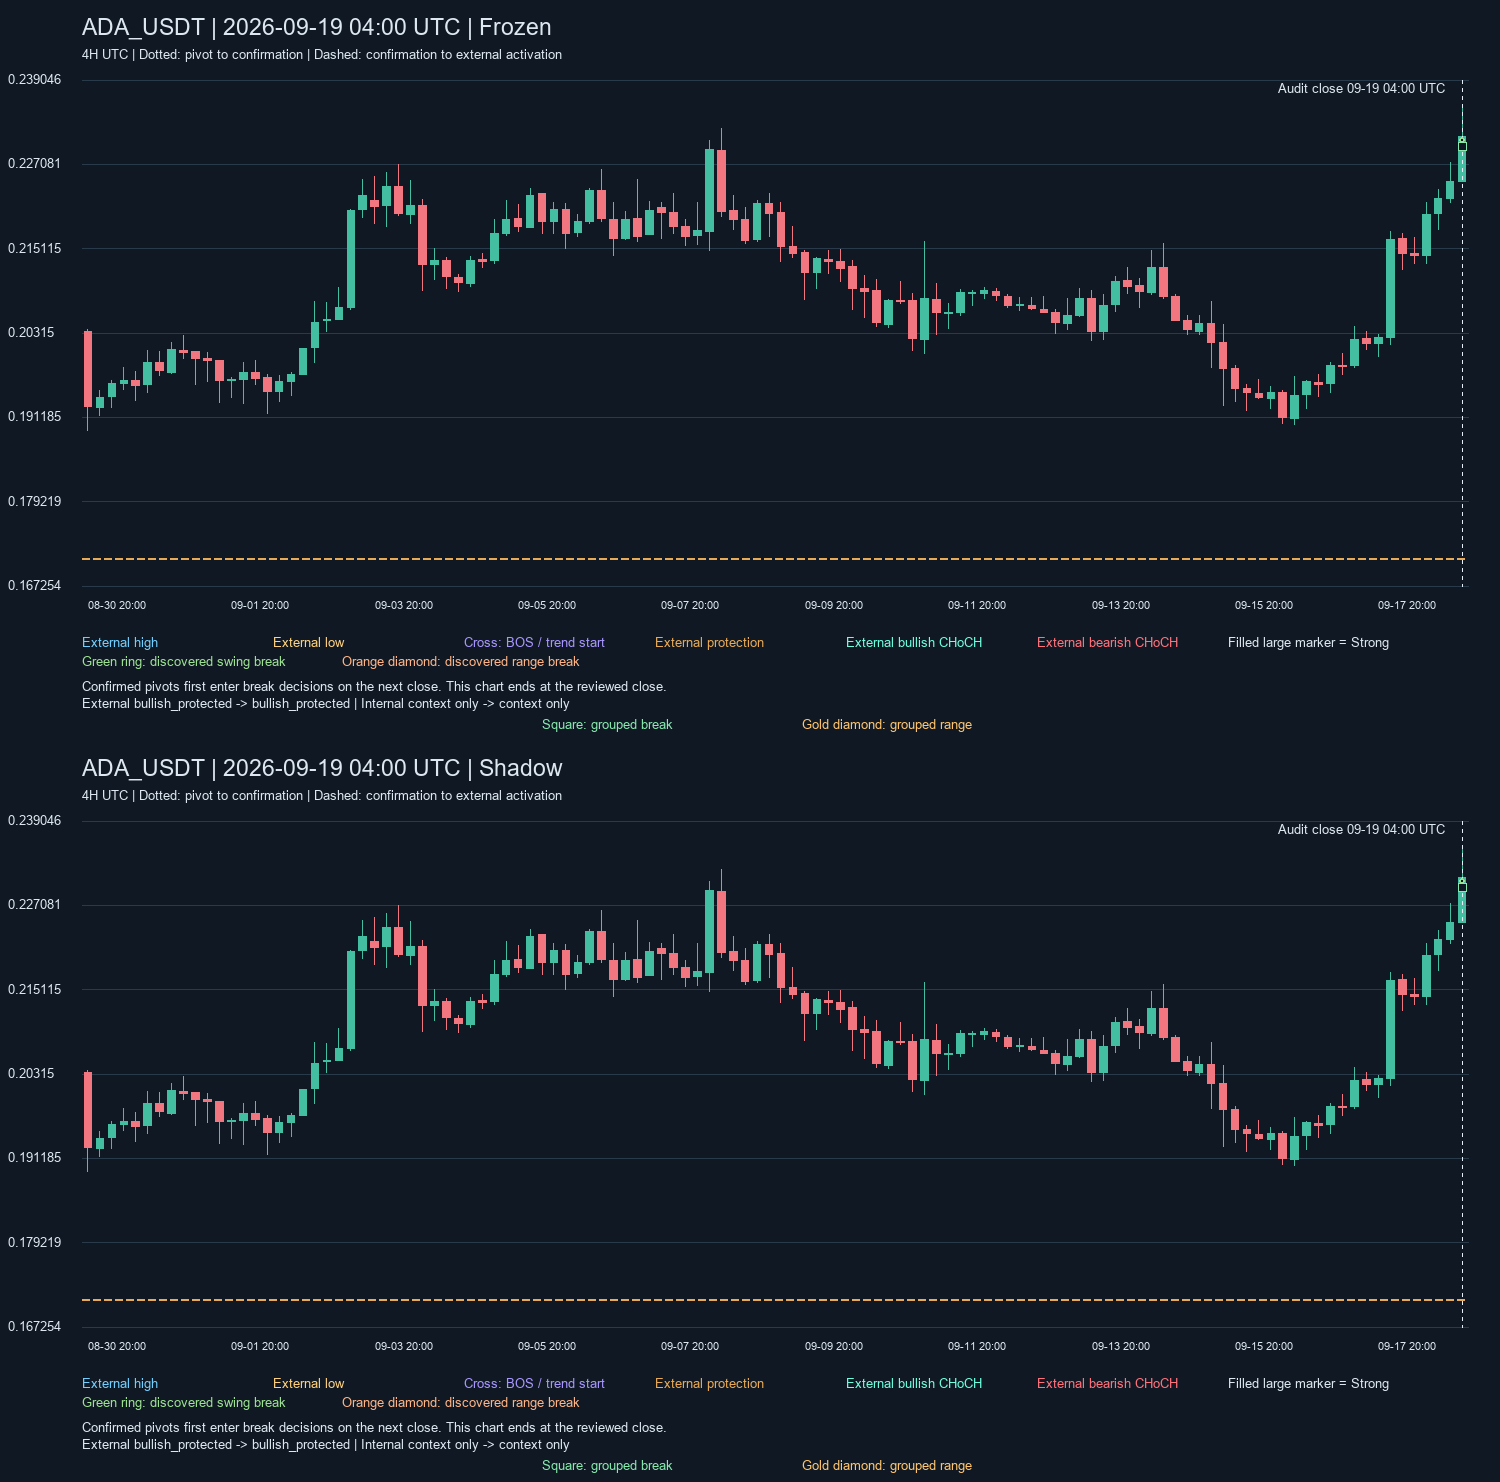 ADA_USDT | 2026-09-19 04:00 UTC | Frozen
4H UTC | Dotted: pivot to confirmation | Dashed: confirmation to external activation
0.239046
Audit close 09-19 04:00 UTC
0.227081
0.215115
0.20315
0.191185
0.179219
0.167254
08-30 20:00 09-01 20:00 09-03 20:00 09-05 20:00 09-07 20:00 09-09 20:00 09-11 20:00 09-13 20:00 09-15 20:00 09-17 20:00
External high External low Cross: BOS / trend start External protection External bullish CHoCH External bearish CHoCH Filled large marker = Strong
Green ring: discovered swing break Orange diamond: discovered range break
Confirmed pivots first enter break decisions on the next close. This chart ends at the reviewed close.
External bullish_protected -> bullish_protected | Internal context only -> context only
Square: grouped break Gold diamond: grouped range
ADA_USDT | 2026-09-19 04:00 UTC | Shadow
4H UTC | Dotted: pivot to confirmation | Dashed: confirmation to external activation
0.239046
Audit close 09-19 04:00 UTC
0.227081
0.215115
0.20315
0.191185
0.179219
0.167254
08-30 20:00 09-01 20:00 09-03 20:00 09-05 20:00 09-07 20:00 09-09 20:00 09-11 20:00 09-13 20:00 09-15 20:00 09-17 20:00
External high External low Cross: BOS / trend start External protection External bullish CHoCH External bearish CHoCH Filled large marker = Strong
Green ring: discovered swing break Orange diamond: discovered range break
Confirmed pivots first enter break decisions on the next close. This chart ends at the reviewed close.
External bullish_protected -> bullish_protected | Internal context only -> context only
Square: grouped break Gold diamond: grouped range